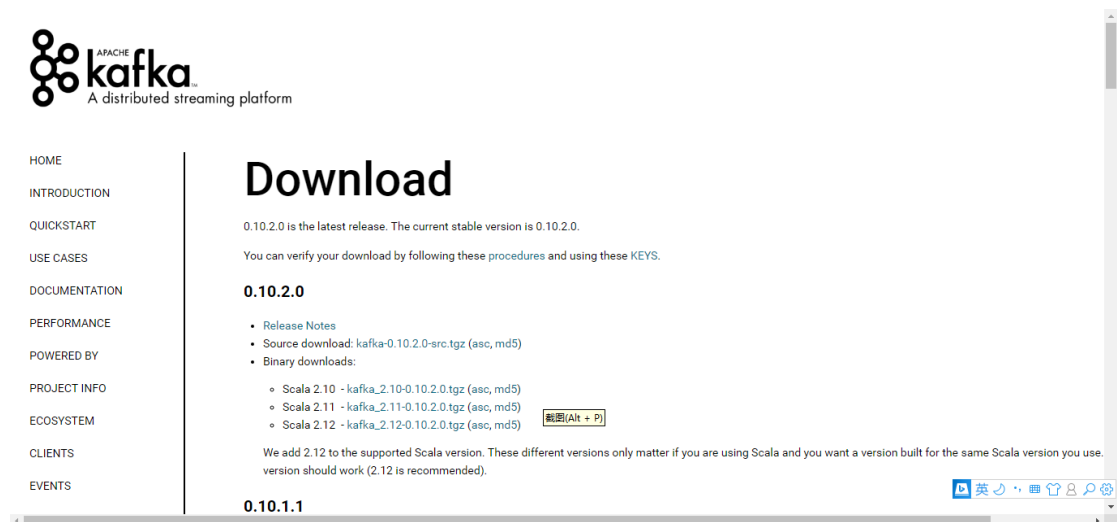 APACHE
kafka
A distributed streaming platform
HOME
INTRODUCTION
QUICKSTART
USE CASES
DOCUMENTATION
PERFORMANCE
POWERED BY
PROJECT INFO
ECOSYSTEM
CLIENTS
EVENTS
Download
0.10.2.0 is the latest release. The current stable version is 0.10.2.0.
You can verify your download by following these procedures and using these KEYS.
0.10.2.0
• Release Notes
• Source download: kafka-0.10.2.0-src.tgz (asc, md5)
• Binary downloads:
◦ Scala 2.10 - kafka_2.10-0.10.2.0.tgz (asc, md5)
◦ Scala 2.11 - kafka_2.11-0.10.2.0.tgz (asc, md5)
◦ Scala 2.12 - kafka_2.12-0.10.2.0.tgz (asc, md5)
截图(Alt + P)
We add 2.12 to the supported Scala version. These different versions only matter if you are using Scala and you want a version built for the same Scala version you use.
version should work (2.12 is recommended).
0.10.1.1
英